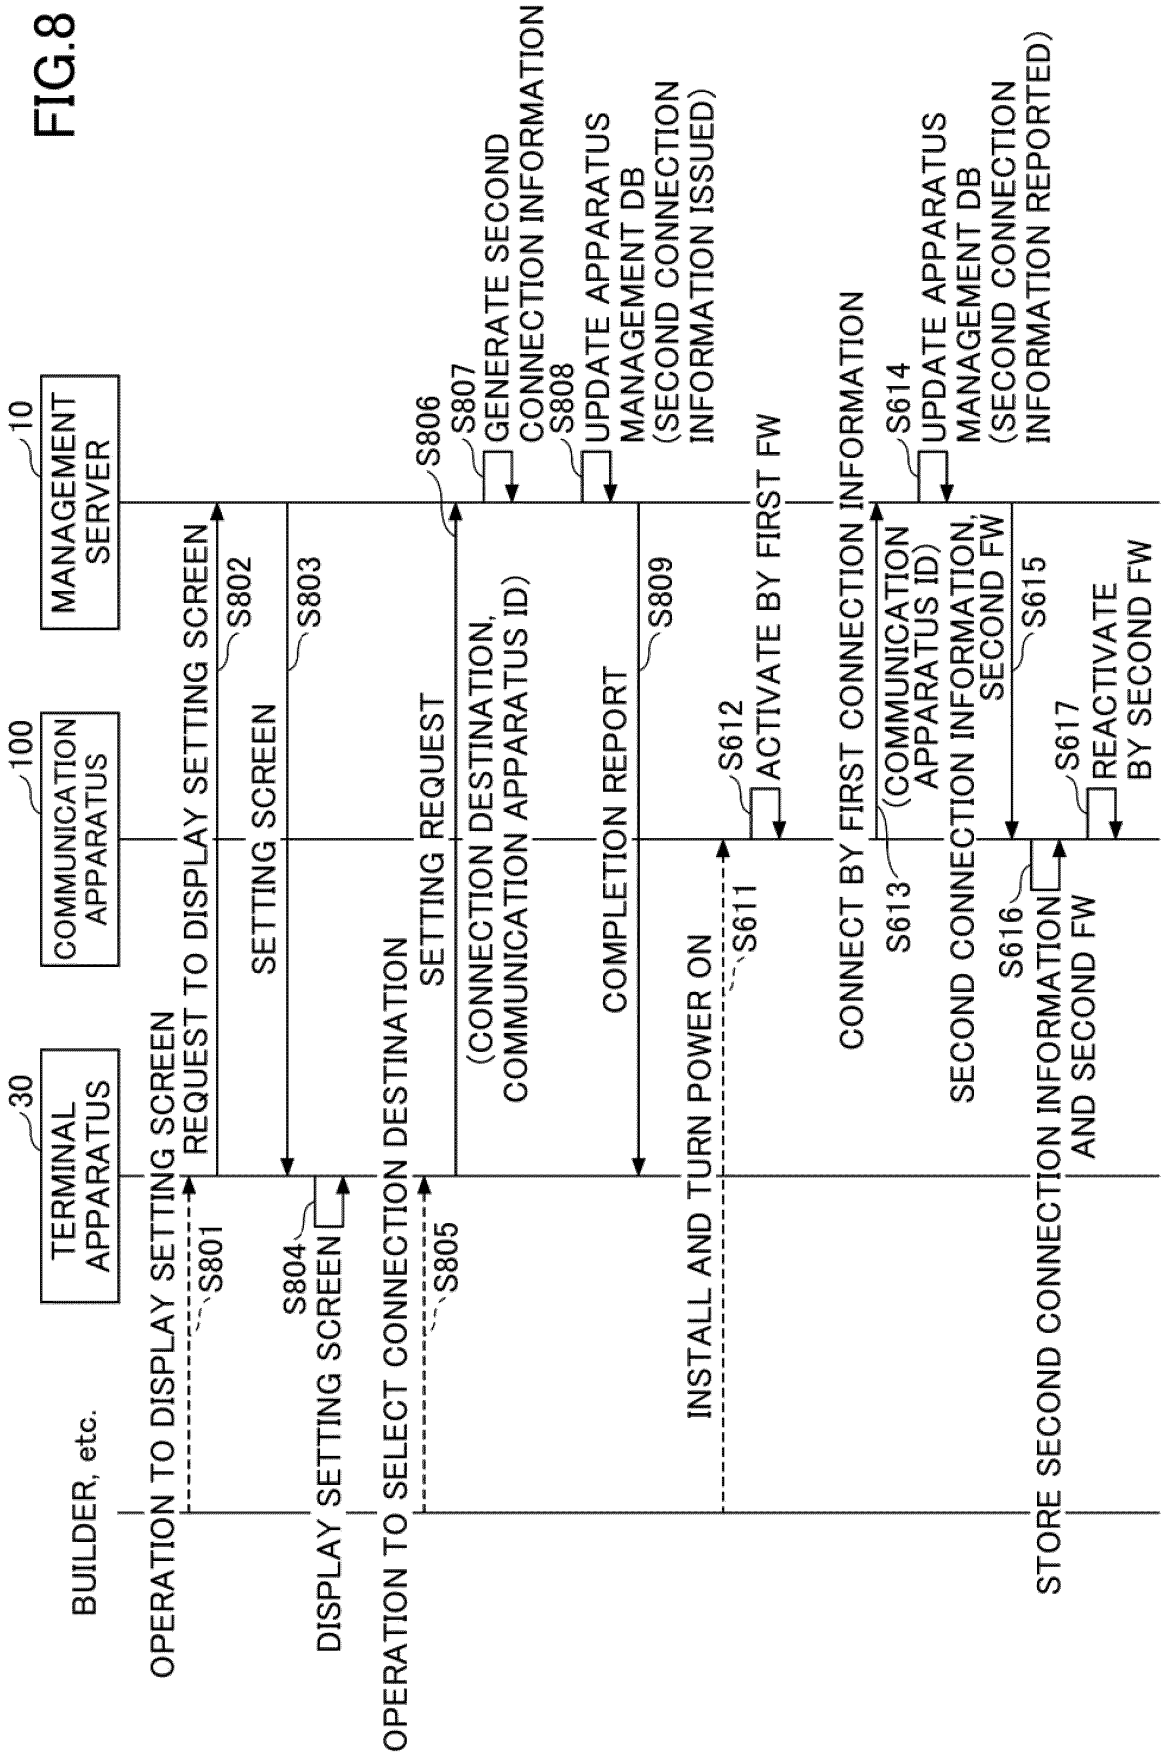 FIG.8
BUILDER, etc.
30
TERMINAL
APPARATUS
100
COMMUNICATION
APPARATUS
10
MANAGEMENT
SERVER
OPERATION TO DISPLAY SETTING SCREEN
S801
REQUEST TO DISPLAY SETTING SCREEN
S802
SETTING SCREEN
S803
S804
DISPLAY SETTING SCREEN
OPERATION TO SELECT CONNECTION DESTINATION
S805
SETTING REQUEST
S806
(CONNECTION DESTINATION,
COMMUNICATION APPARATUS ID)
S807
GENERATE SECOND
CONNECTION INFORMATION
S808
UPDATE APPARATUS
MANAGEMENT DB
(SECOND CONNECTION
INFORMATION ISSUED)
COMPLETION REPORT
S809
INSTALL AND TURN POWER ON
S611
S612
ACTIVATE BY FIRST FW
CONNECT BY FIRST CONNECTION INFORMATION
S613
(COMMUNICATION
APPARATUS ID)
S614
UPDATE APPARATUS
MANAGEMENT DB
(SECOND CONNECTION
INFORMATION REPORTED)
SECOND CONNECTION INFORMATION,
SECOND FW
S615
S616
STORE SECOND CONNECTION INFORMATION
AND SECOND FW
S617
REACTIVATE
BY SECOND FW